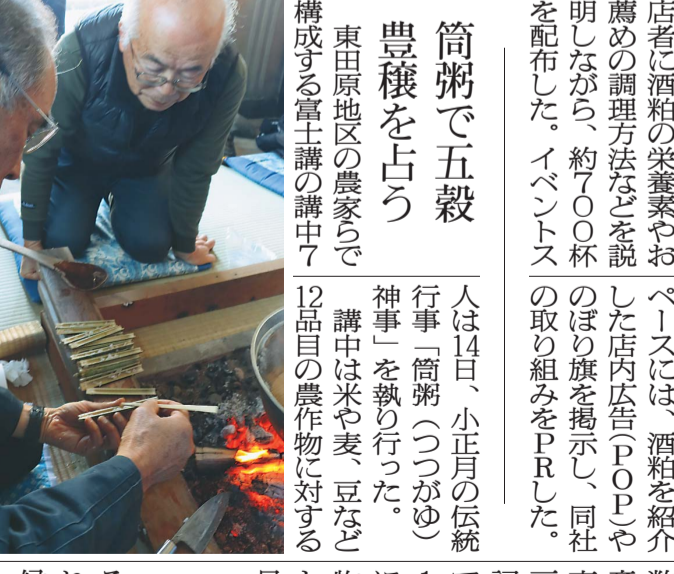 店者に酒粕の栄養素やお
薦めの調理方法などを説
明しながら、約７００杯
を配布した。イベントス
ペースには、酒粕を紹介
した店内広告(ＰＯＰ)や
のぼり旗を掲示し、同社
の取り組みをＰＲした。
筒粥で五穀
豊穣を占う
東田原地区の農家らで
構成する富士講の講中７
人は14日、小正月の伝統
行事「筒粥（つつがゆ）
神事」を執り行った。
講中は米や麦、豆など
12品目の農作物に対する